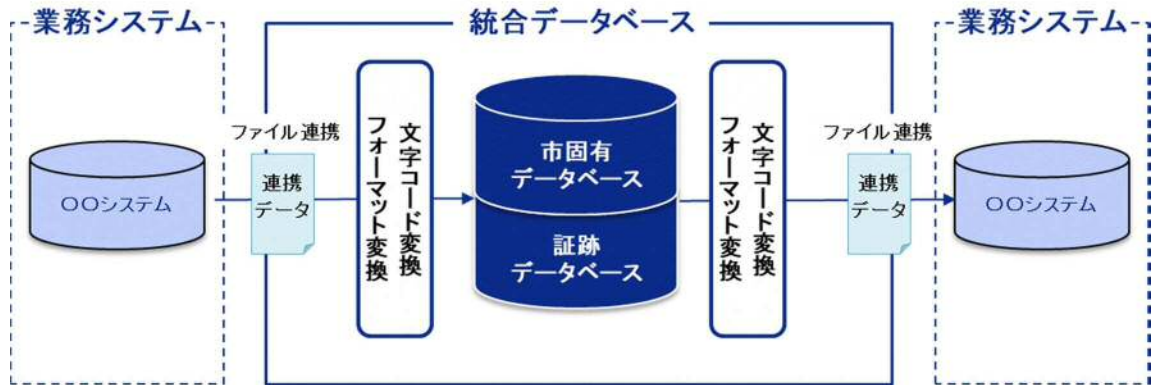 業務システム
統合データベース
業務システム
ファイル連携
連携
データ
〇〇システム
文字コード変換
フォーマット変換
市固有
データベース
証跡
データベース
文字コード変換
フォーマット変換
ファイル連携
連携
データ
〇〇システム